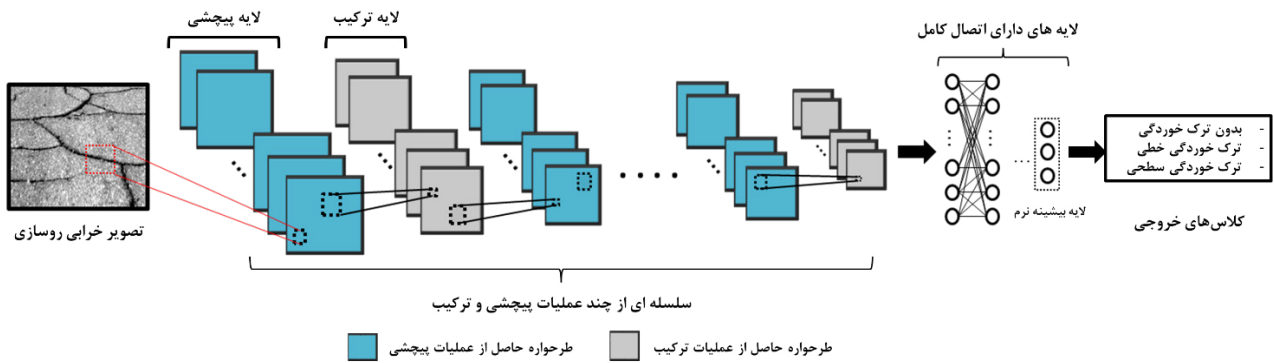 لایه پیچشی
لایه ترکیب
لایه های دارای اتصال کامل
بدون ترک خوردگی -
ترک خوردگی خطی -
ترک خوردگی سطحی -
تصویر خرابی روسازی
لایه بیشینه نرم
کلاس‌های خروجی
سلسله ای از چند عملیات پیچشی و ترکیب
طرحواره حاصل از عملیات پیچشی
طرحواره حاصل از عملیات ترکیب